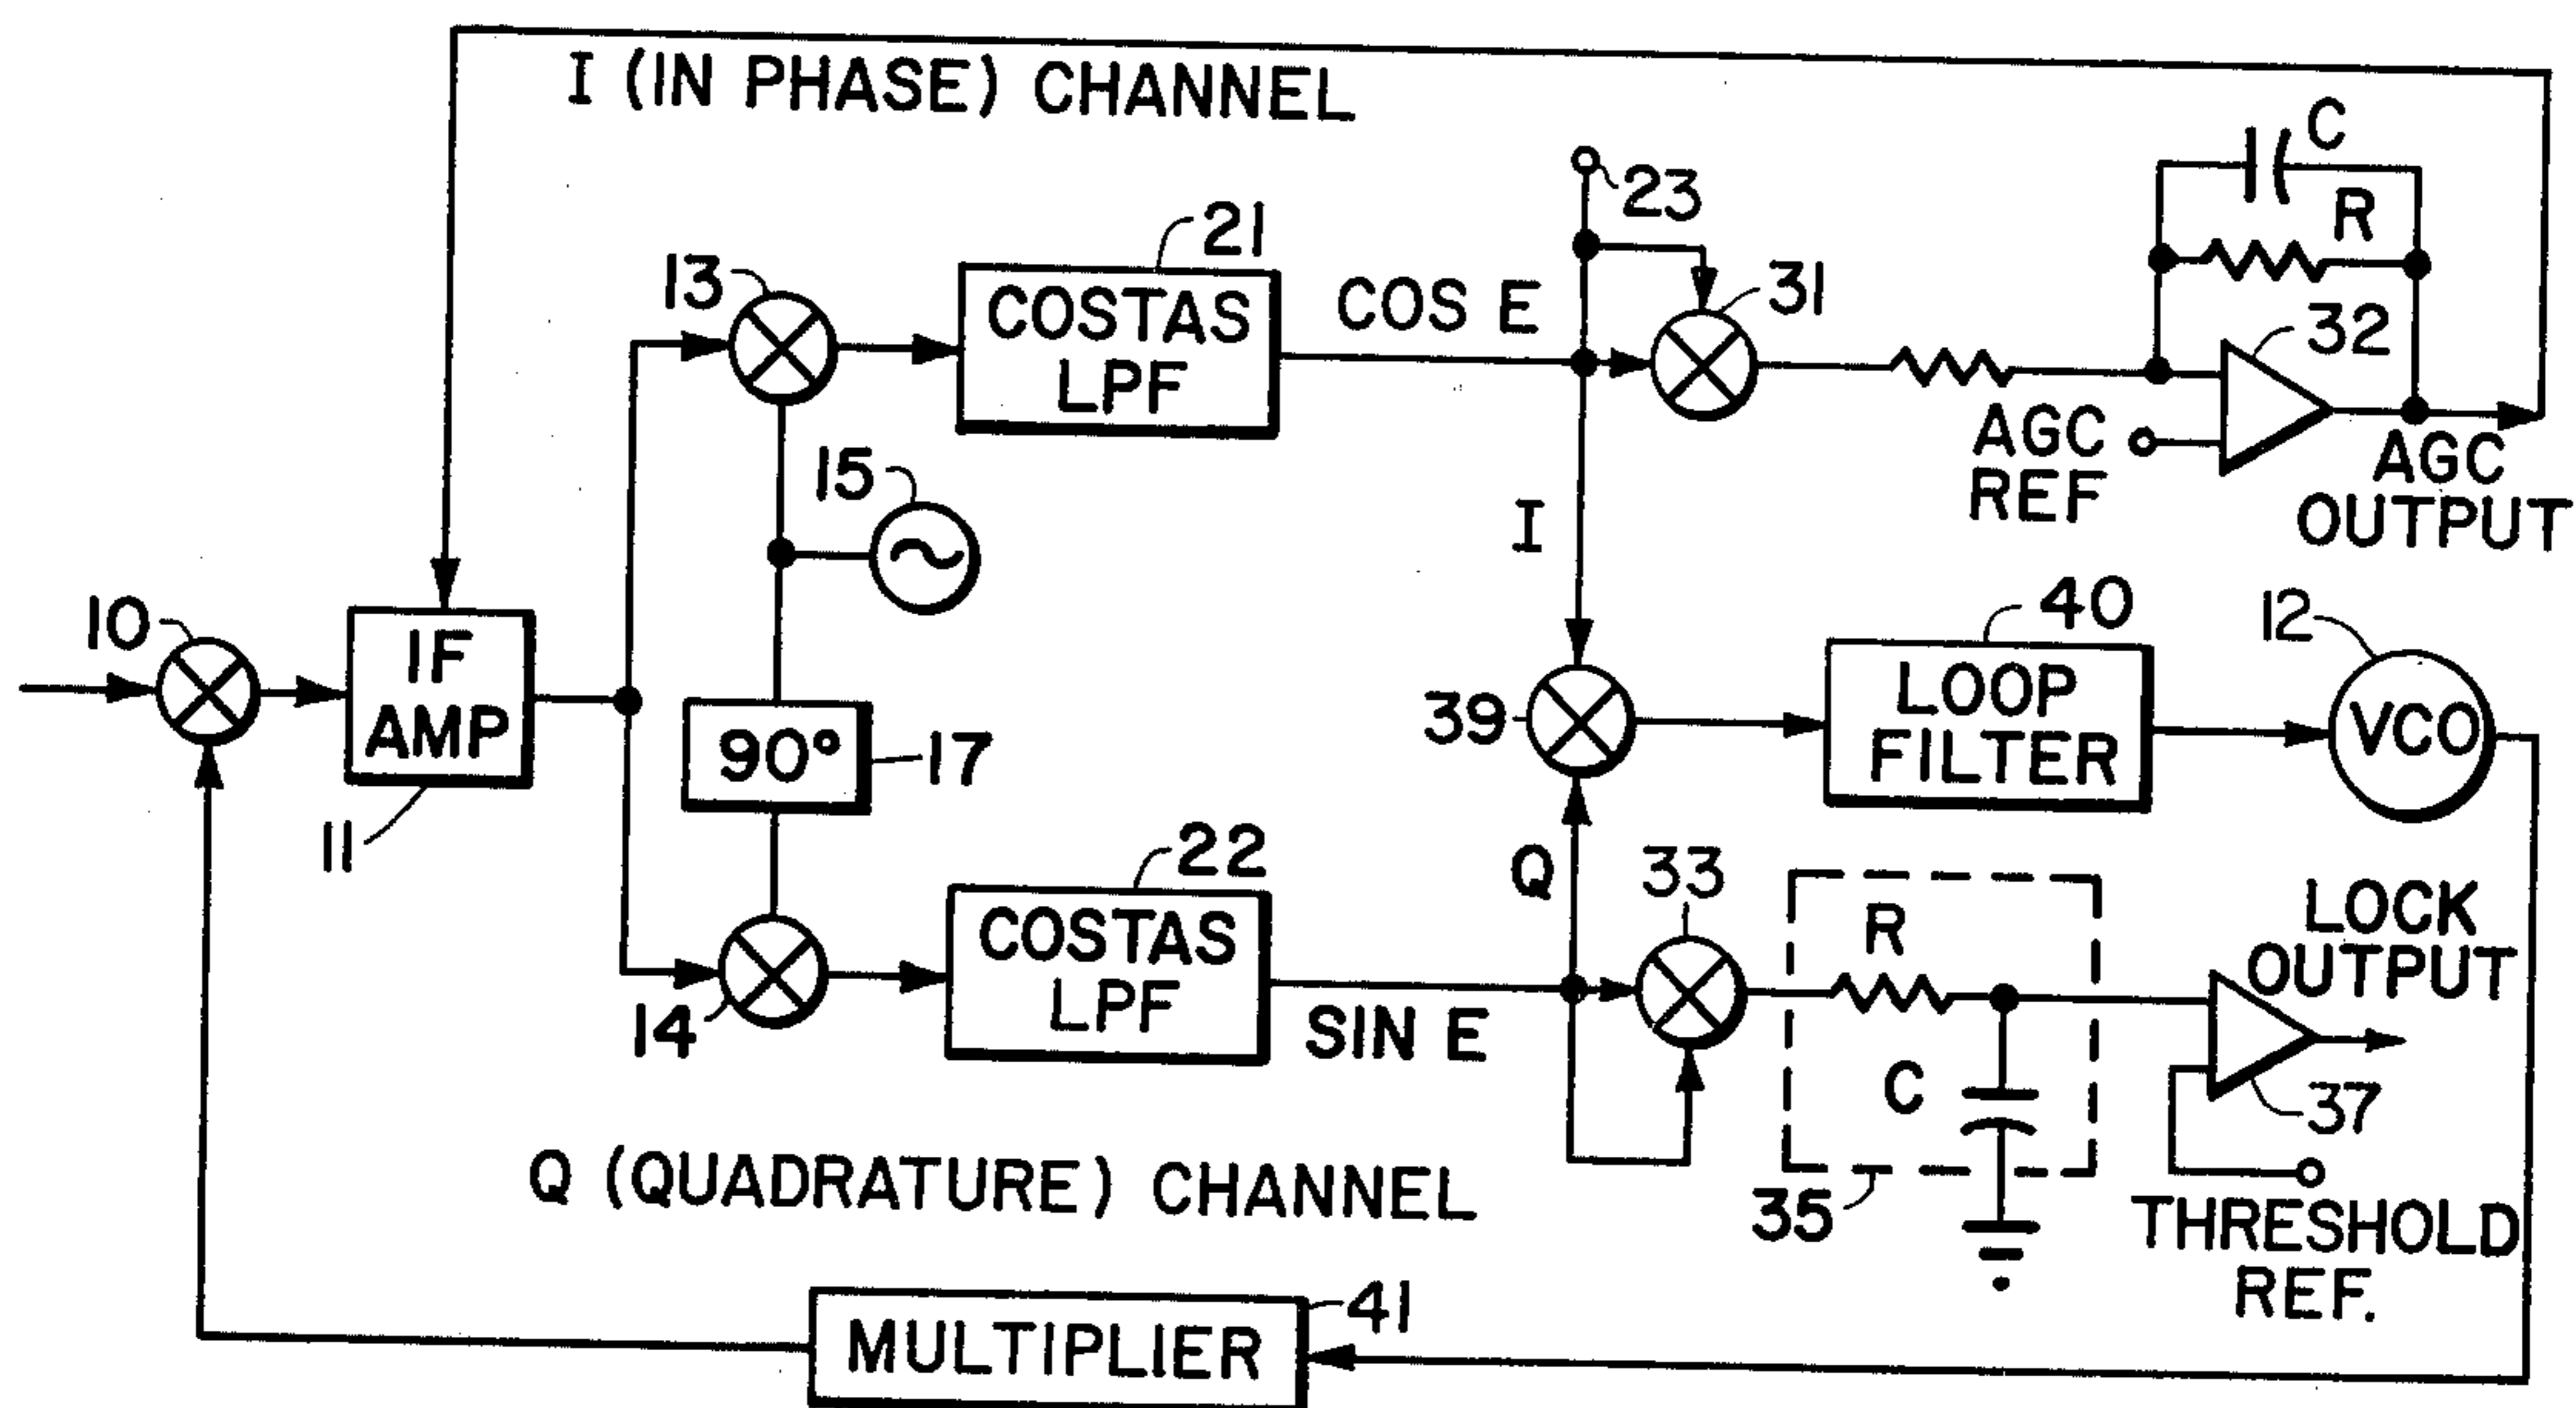 I (IN PHASE) CHANNEL
C
R
23
21
13
31
COSTAS
LPF
COS E
32
AGC
REF
AGC
OUTPUT
15
I
10
IF
AMP
11
90°
17
39
40
LOOP
FILTER
12
VCO
22
COSTAS
LPF
14
SIN E
Q
33
R
C
35
LOCK
OUTPUT
37
THRESHOLD
REF.
Q (QUADRATURE) CHANNEL
MULTIPLIER
41